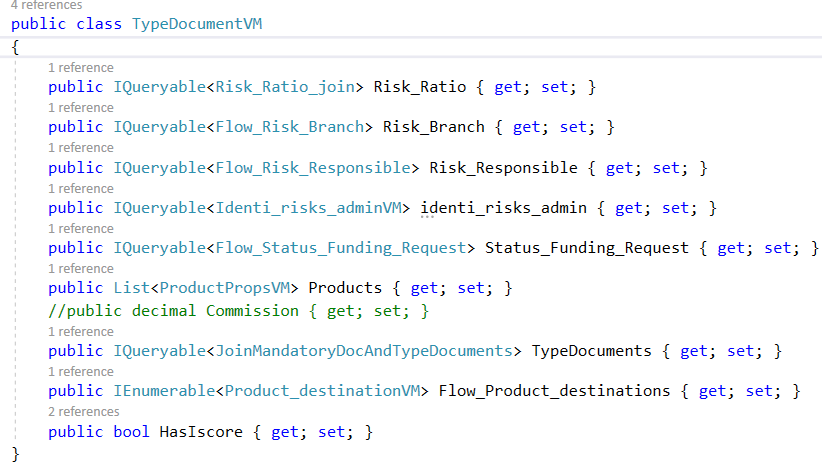 4 references
public class TypeDocumentVM
{
1 reference
public IQueryable<Risk_Ratio_join> Risk_Ratio { get; set; }
1 reference
public IQueryable<Flow_Risk_Branch> Risk_Branch { get; set; }
1 reference
public IQueryable<Flow_Risk_Responsible> Risk_Responsible { get; set; }
1 reference
public IQueryable<Identi_risks_adminVM> identi_risks_admin { get; set; }
1 reference
public IQueryable<Flow_Status_Funding_Request> Status_Funding_Request { get; set; }
1 reference
public List<ProductPropsVM> Products { get; set; }
//public decimal Commission { get; set; }
1 reference
public IQueryable<JoinMandatoryDocAndTypeDocuments> TypeDocuments { get; set; }
1 reference
public IEnumerable<Product_destinationVM> Flow_Product_destinations { get; set; }
2 references
public bool HasIscore { get; set; }
}